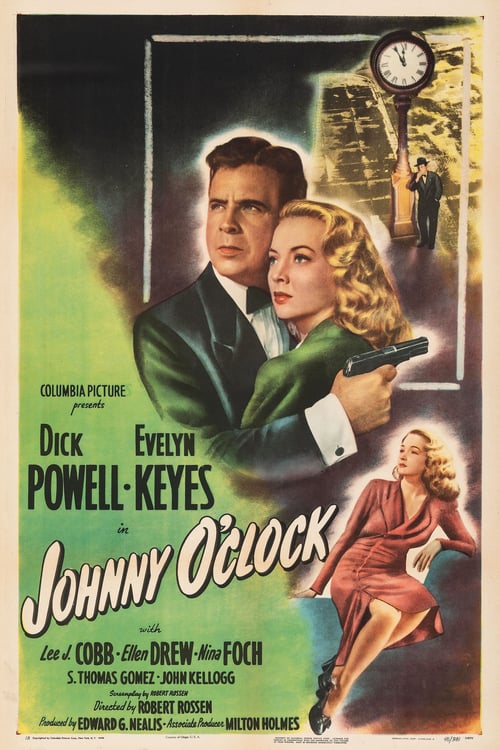 COLUMBIA PICTURE
presents
Dick Evelyn
POWELL • KEYES
in
JOHNNY O'CLOCK
with
Lee J. COBB • Ellen DREW • Nina FOCH
S. THOMAS GOMEZ • JOHN KELLOGG
Screenplay by ROBERT ROSSEN
Directed by ROBERT ROSSEN
Produced by EDWARD G. NEALIS • Associate Producer MILTON HOLMES